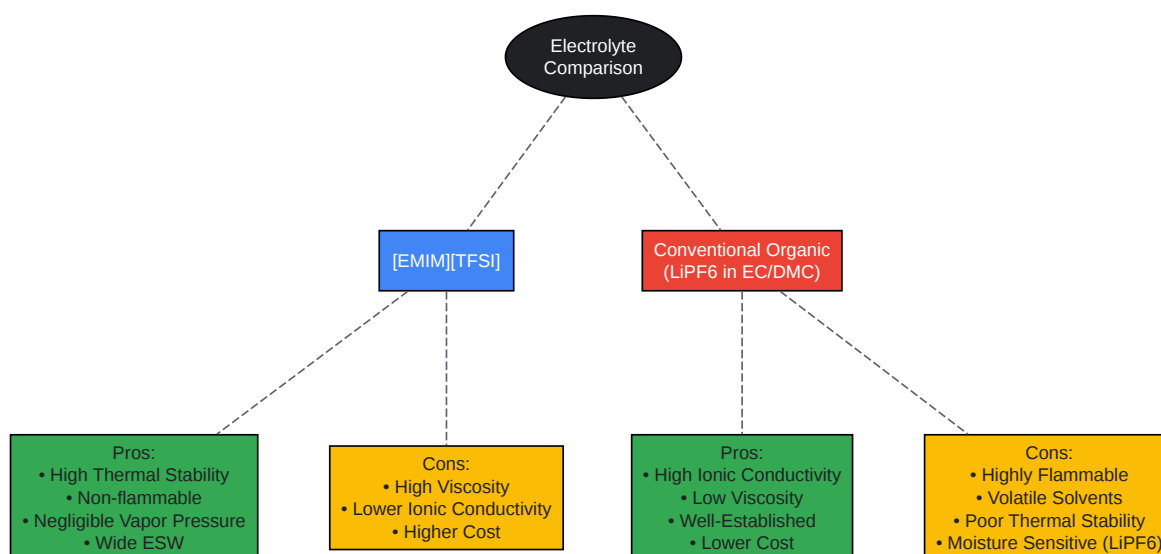 Electrolyte
Comparison
[EMIM][TFSI]
Conventional Organic
(LiPF6 in EC/DMC)
Pros:
• High Thermal Stability
• Non-flammable
• Negligible Vapor Pressure
• Wide ESW
Cons:
• High Viscosity
• Lower Ionic Conductivity
• Higher Cost
Pros:
• High Ionic Conductivity
• Low Viscosity
• Well-Established
• Lower Cost
Cons:
• Highly Flammable
• Volatile Solvents
• Poor Thermal Stability
• Moisture Sensitive (LiPF6)